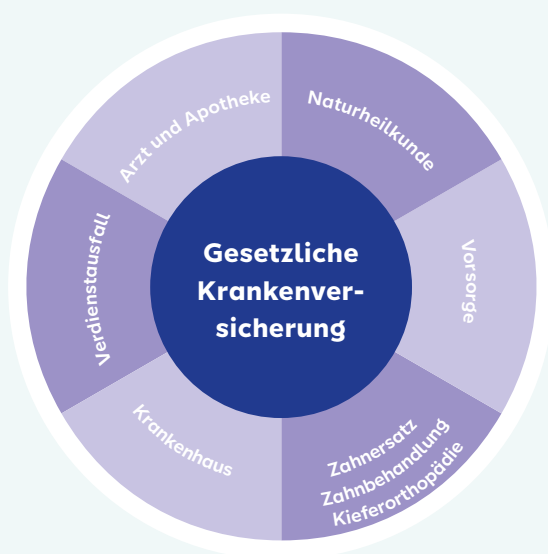 Arzt und Apotheke
Naturheilkunde
Verdienstausfall
Gesetzliche
Krankenver-
sicherung
Vorsorge
Krankenhaus
Zahnersatz
Zahnbehandlung
Kieferorthopädie